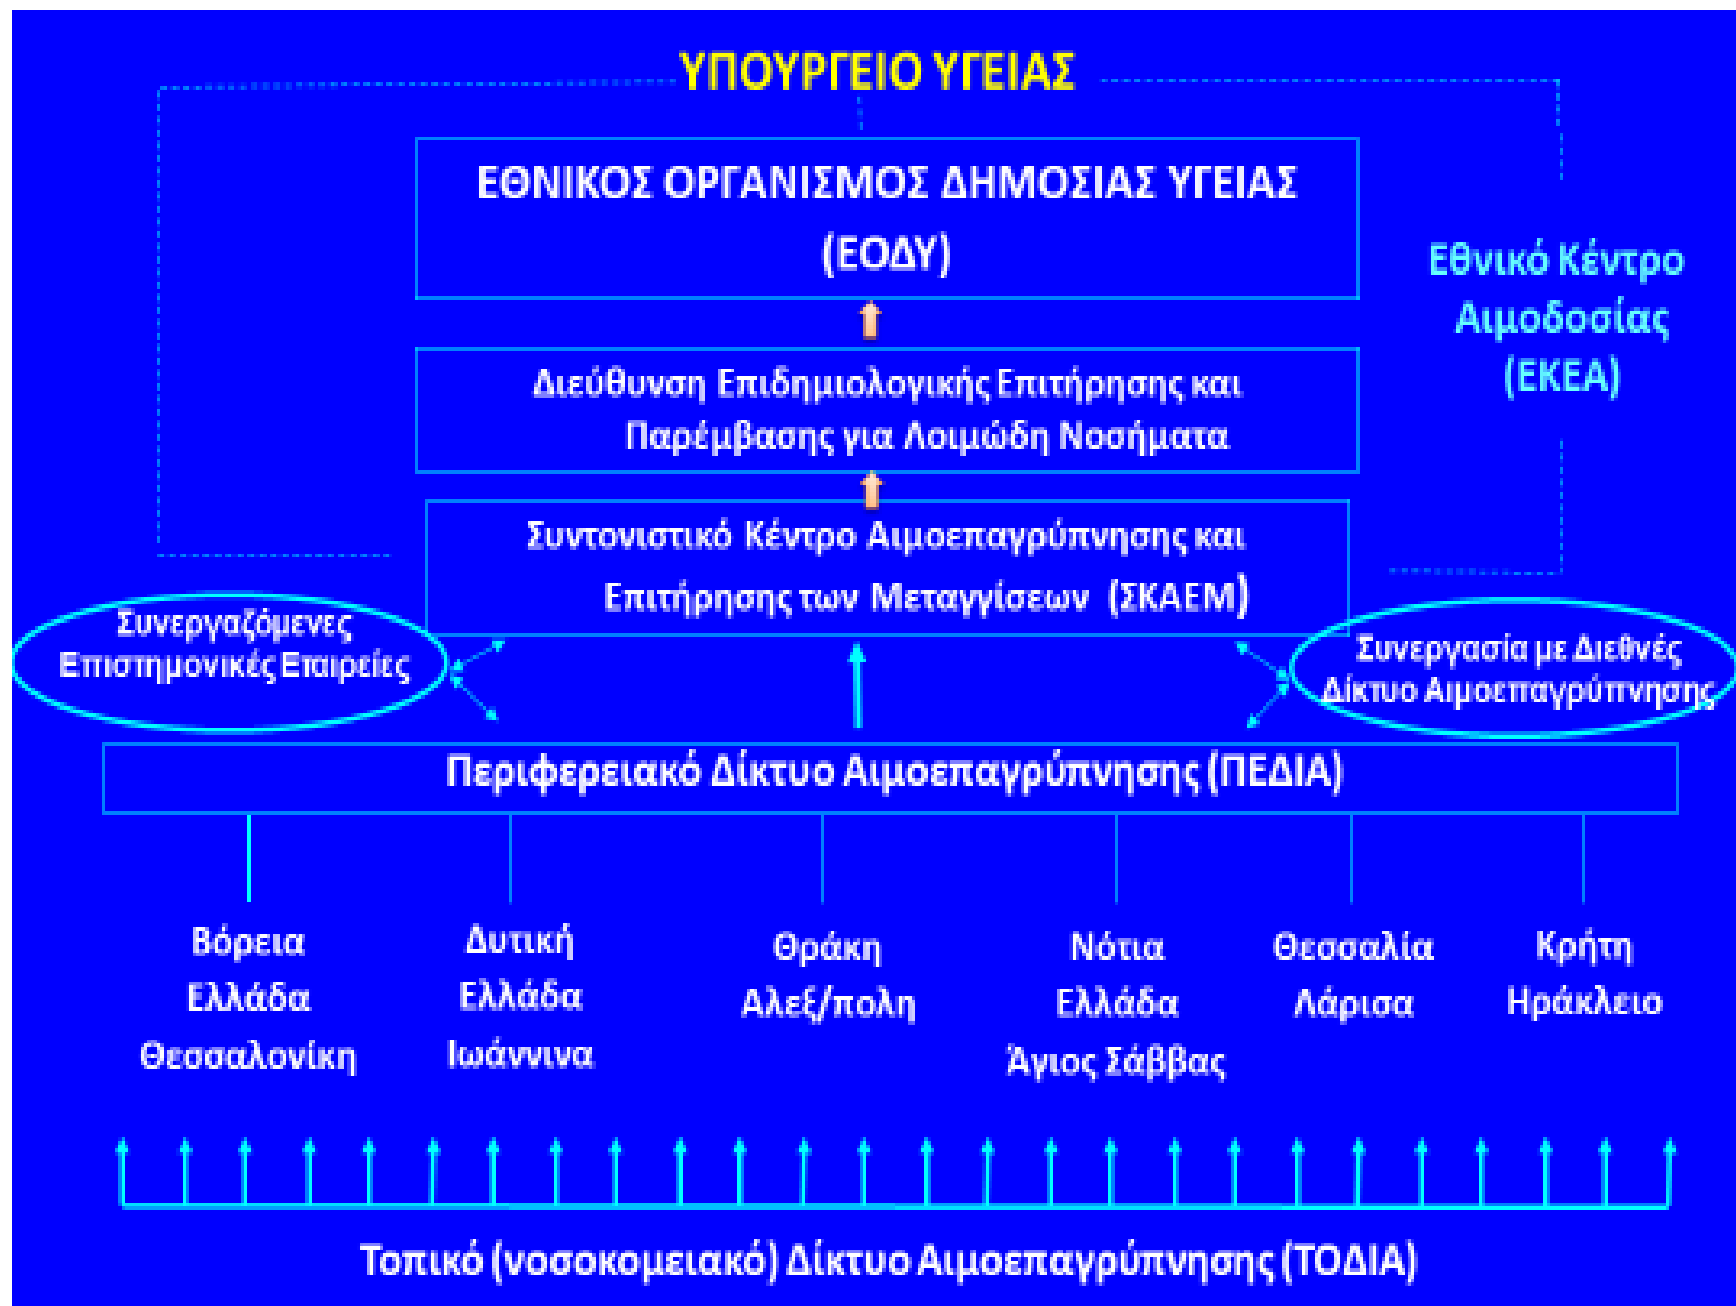 ΥΠΟΥΡΓΕΙΟ ΥΓΕΙΑΣ
ΕΘΝΙΚΟΣ ΟΡΓΑΝΙΣΜΟΣ ΔΗΜΟΣΙΑΣ ΥΓΕΙΑΣ
(ΕΟΔΥ)
Εθνικό Κέντρο
Αιμοδοσίας
(ΕΚΕΑ)
Διεύθυνση Επιδημιολογικής Επιτήρησης και
Παρέμβασης για Λοιμώδη Νοσήματα
Συντονιστικό Κέντρο Αιμοεπαγρύπνησης και
Επιτήρησης των Μεταγγίσεων (ΣΚΑΕΜ)
Συνεργαζόμενες
Επιστημονικές Εταιρείες
Συνεργασία με Διεθνές
Δίκτυο Αιμοεπαγρύπνησης
Περιφερειακό Δίκτυο Αιμοεπαγρύπνησης (ΠΕΔΙΑ)
Βόρεια
Ελλάδα
Θεσσαλονίκη
Δυτική
Ελλάδα
Ιωάννινα
Θράκη
Αλεξ/πολη
Νότια
Ελλάδα
Άγιος Σάββας
Θεσσαλία
Λάρισα
Κρήτη
Ηράκλειο
Τοπικό (νοσοκομειακό) Δίκτυο Αιμοεπαγρύπνησης (ΤΟΔΙΑ)